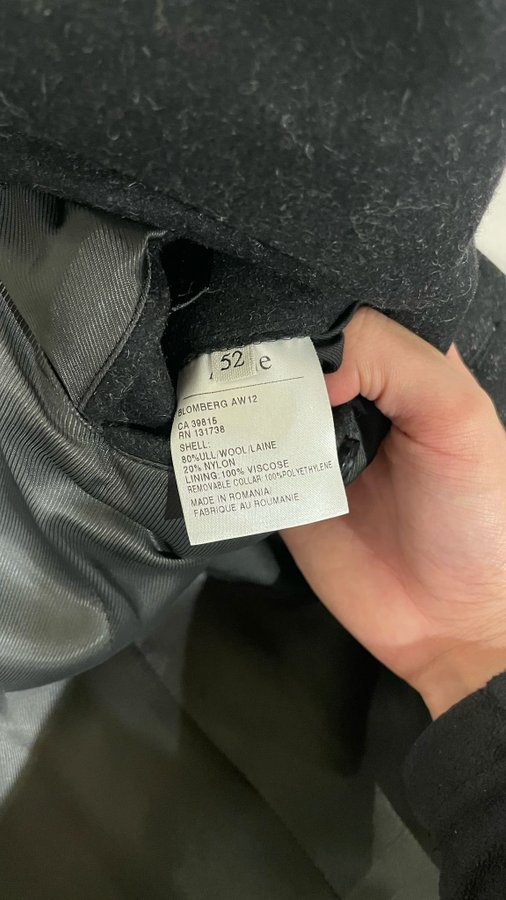 52 e
BLOMBERG AW12
CA 39815
RN 131738
SHELL:
80%ULL/WOOL/LAINE
20% NYLON
LINING:100% VISCOSE
REMOVABLE COLLAR:100%POLYETHYLENE
MADE IN ROMANIA/
FABRIQUE AU ROUMANIE